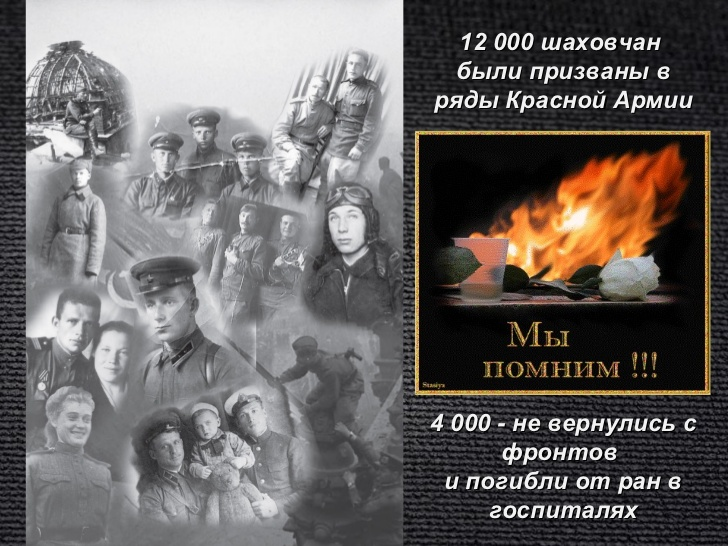 12 000 шаховчан
были призваны в
ряды Красной Армии
Мы
помним !!!
Stasiya
4 000 - не вернулись с
фронтов
и погибли от ран в
госпиталях